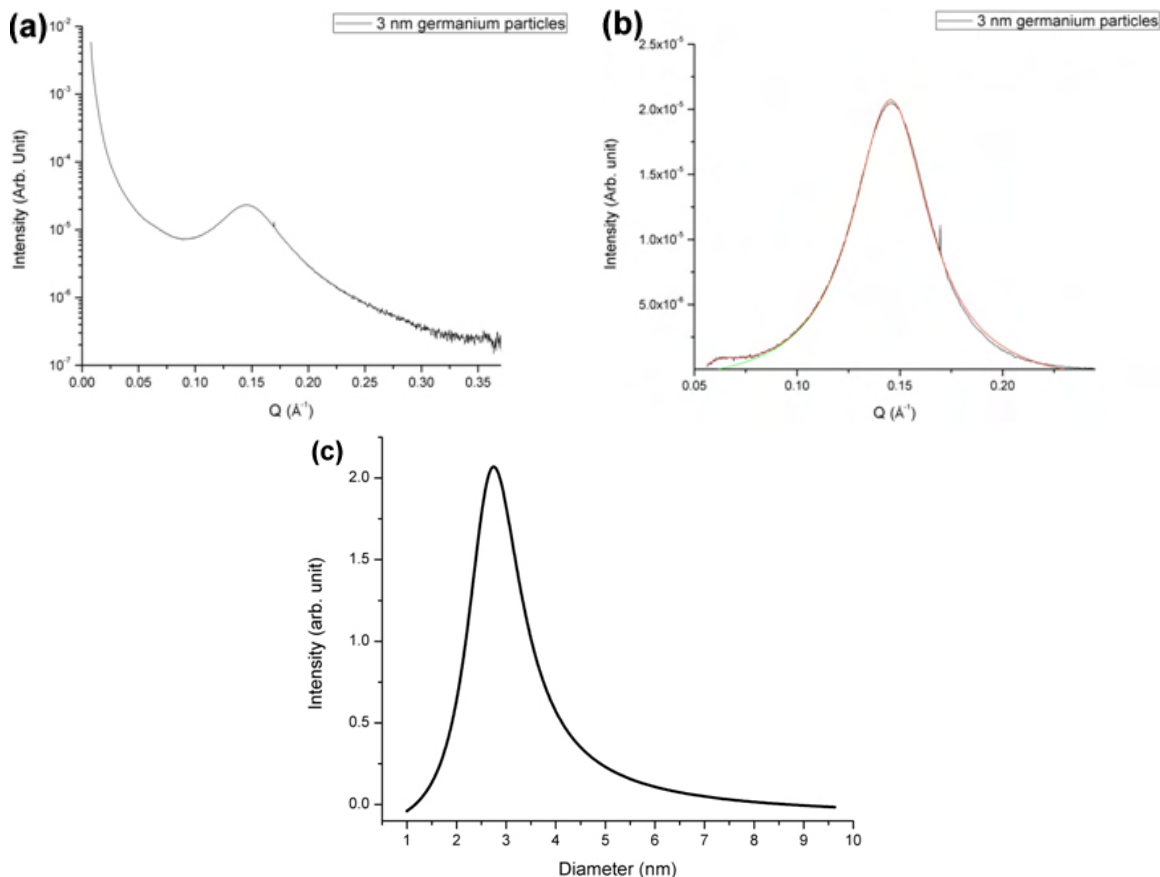 (a)
3 nm germanium particles
10⁻²
10⁻³
10⁻⁴
10⁻⁵
10⁻⁶
10⁻⁷
Intensity (Arb. Unit)
0.00 0.05 0.10 0.15 0.20 0.25 0.30 0.35
Q (Å⁻¹)
(b)
3 nm germanium particles
2.5x10⁻⁵
2.0x10⁻⁵
1.5x10⁻⁵
1.0x10⁻⁵
5.0x10⁻⁶
Intensity (Arb. unit)
0.05 0.10 0.15 0.20
Q (Å⁻¹)
(c)
2.0
1.5
1.0
0.5
0.0
Intensity (arb. unit)
1 2 3 4 5 6 7 8 9 10
Diameter (nm)